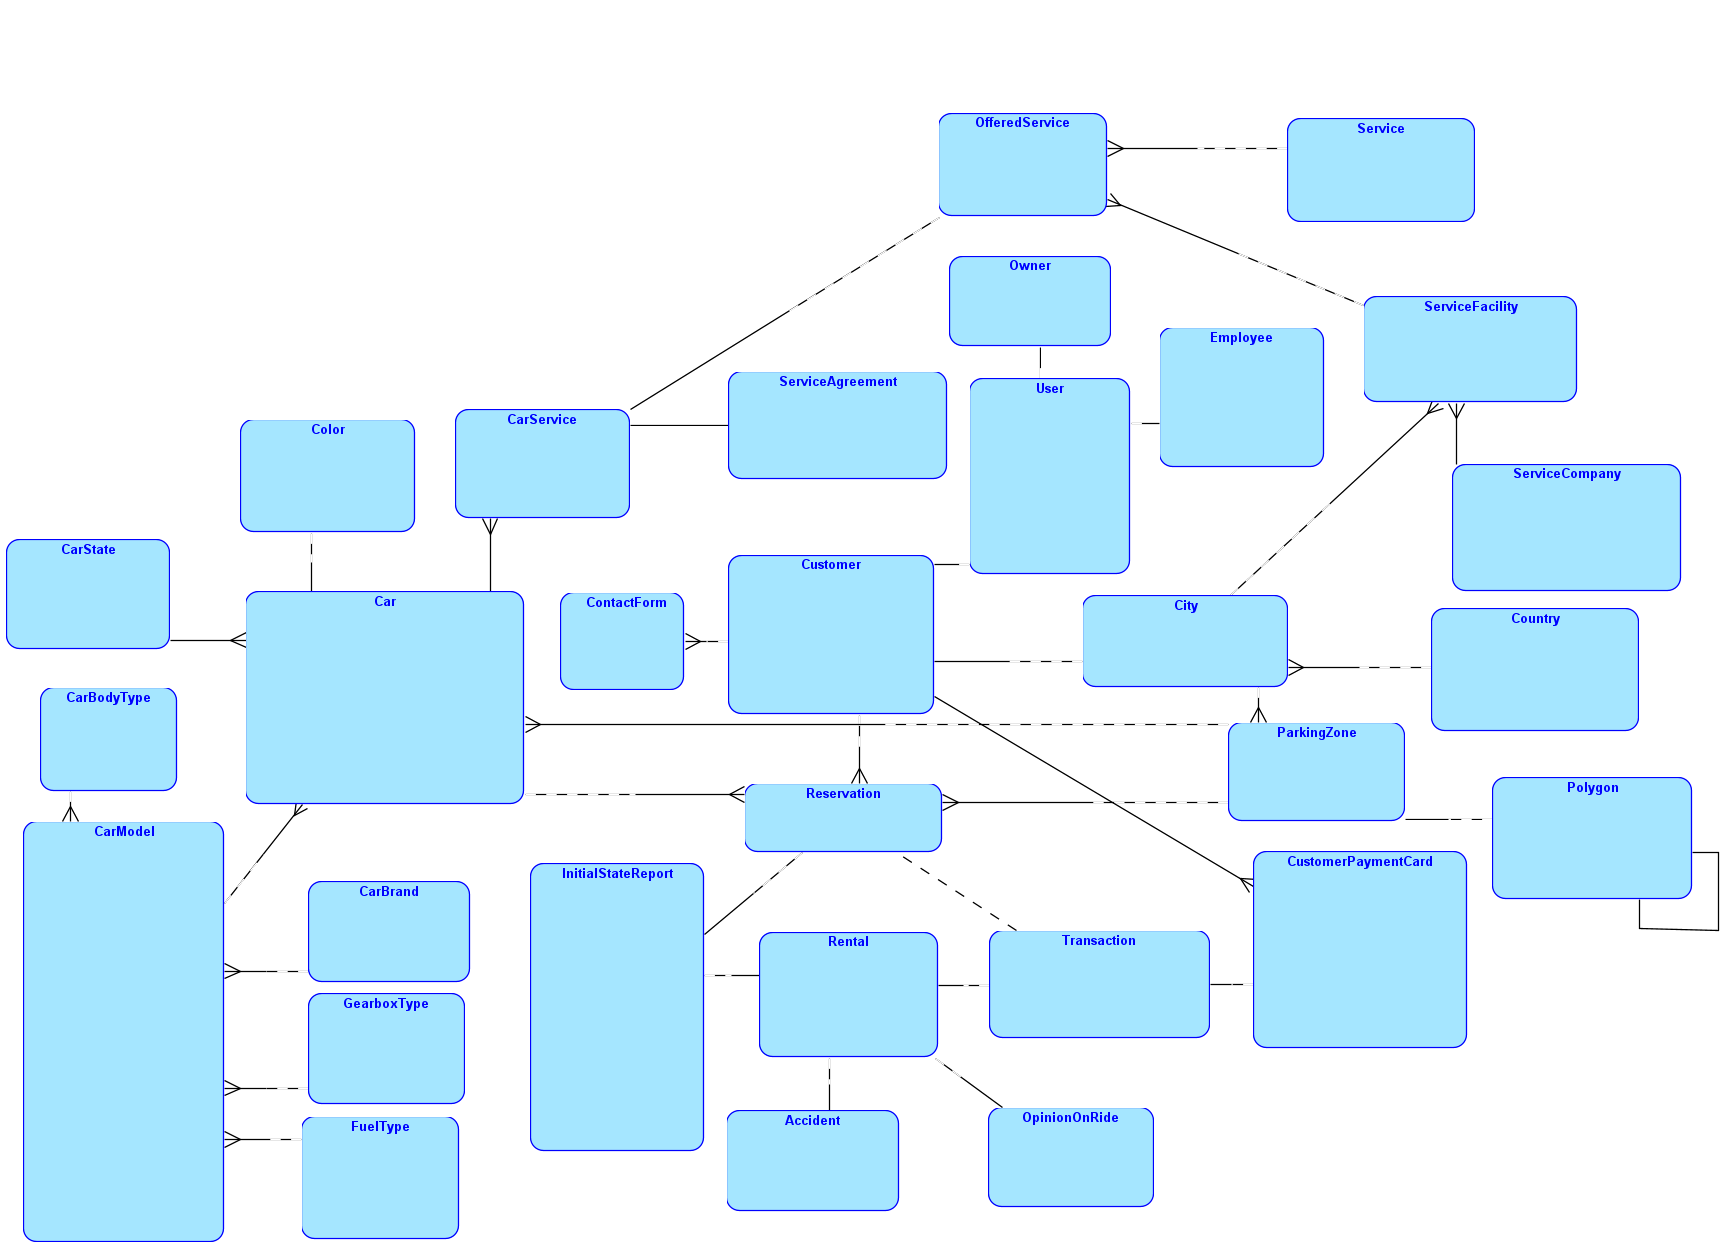 OfferedService
Service
Owner
ServiceFacility
Employee
ServiceAgreement
User
CarService
Color
ServiceCompany
CarState
Customer
Car
ContactForm
City
Country
CarBodyType
ParkingZone
Polygon
Reservation
CarModel
CustomerPaymentCard
InitialStateReport
CarBrand
Rental
Transaction
GearboxType
OpinionOnRide
Accident
FuelType